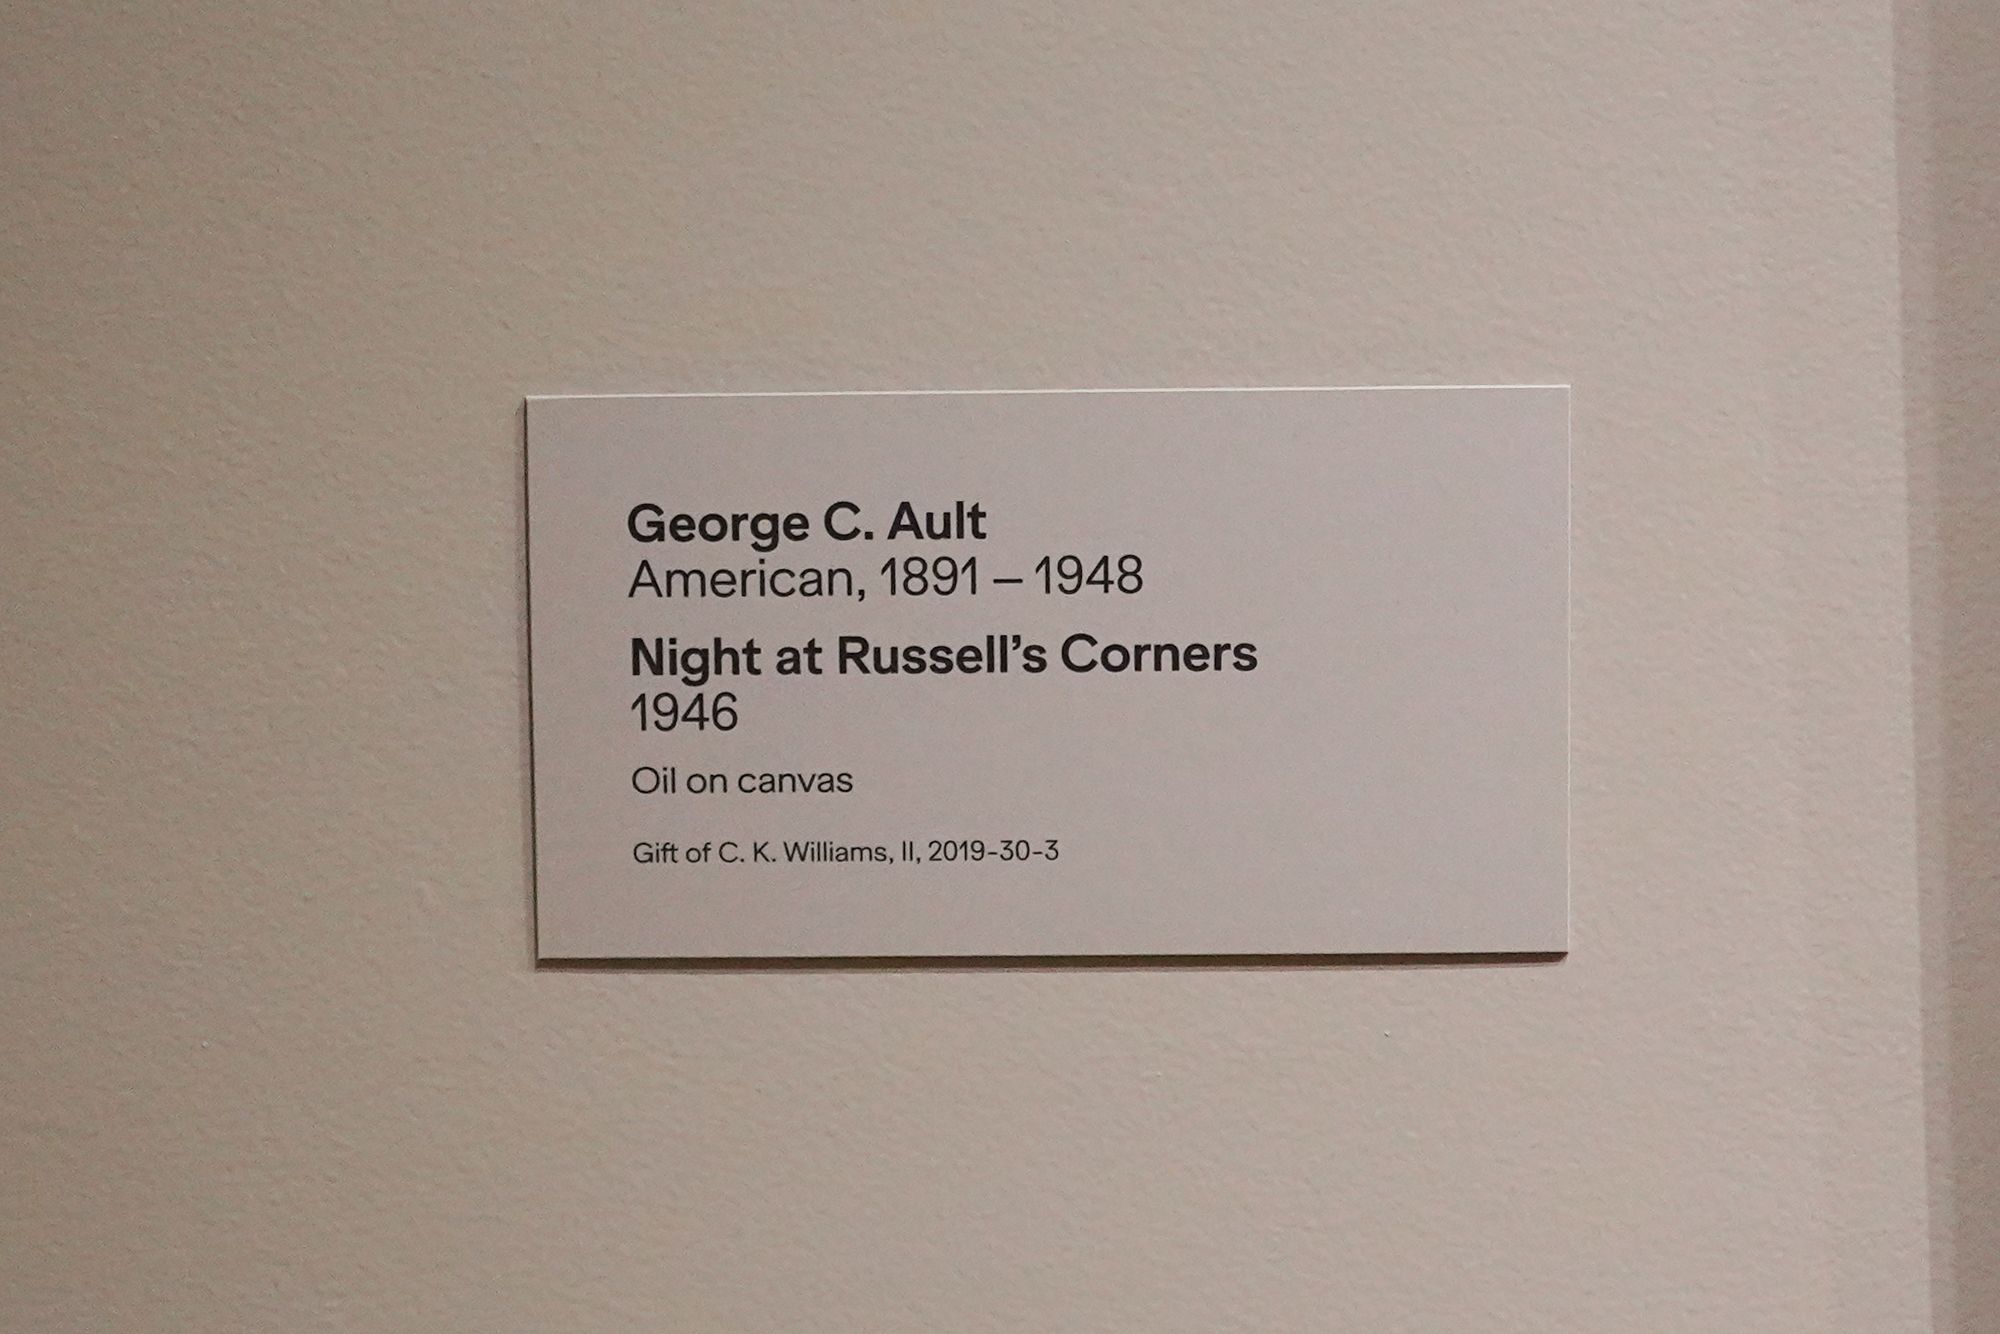 George C. Ault
American, 1891 – 1948
Night at Russell’s Corners
1946
Oil on canvas
Gift of C. K. Williams, II, 2019-30-3